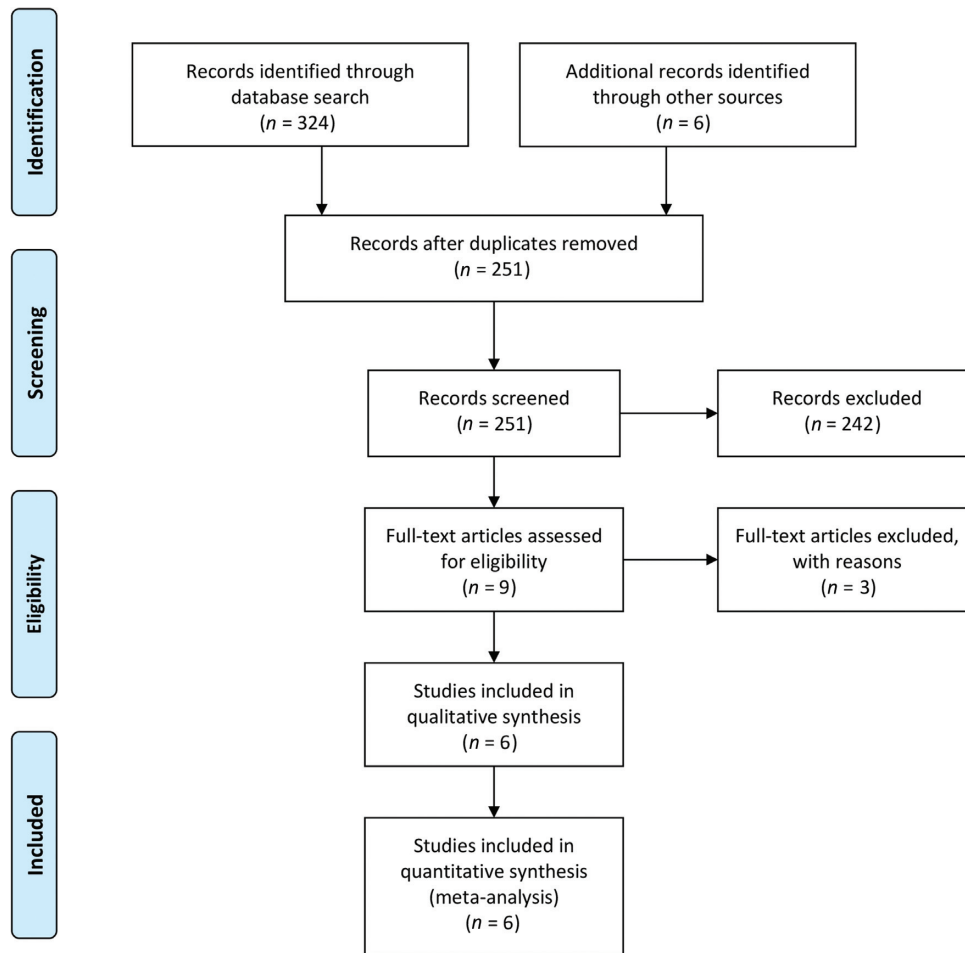 Identification
Records identified through
database search
(n = 324)
Additional records identified
through other sources
(n = 6)
Records after duplicates removed
(n = 251)
Screening
Records screened
(n = 251)
Records excluded
(n = 242)
Eligibility
Full-text articles assessed
for eligibility
(n = 9)
Full-text articles excluded,
with reasons
(n = 3)
Studies included in
qualitative synthesis
(n = 6)
Included
Studies included in
quantitative synthesis
(meta-analysis)
(n = 6)